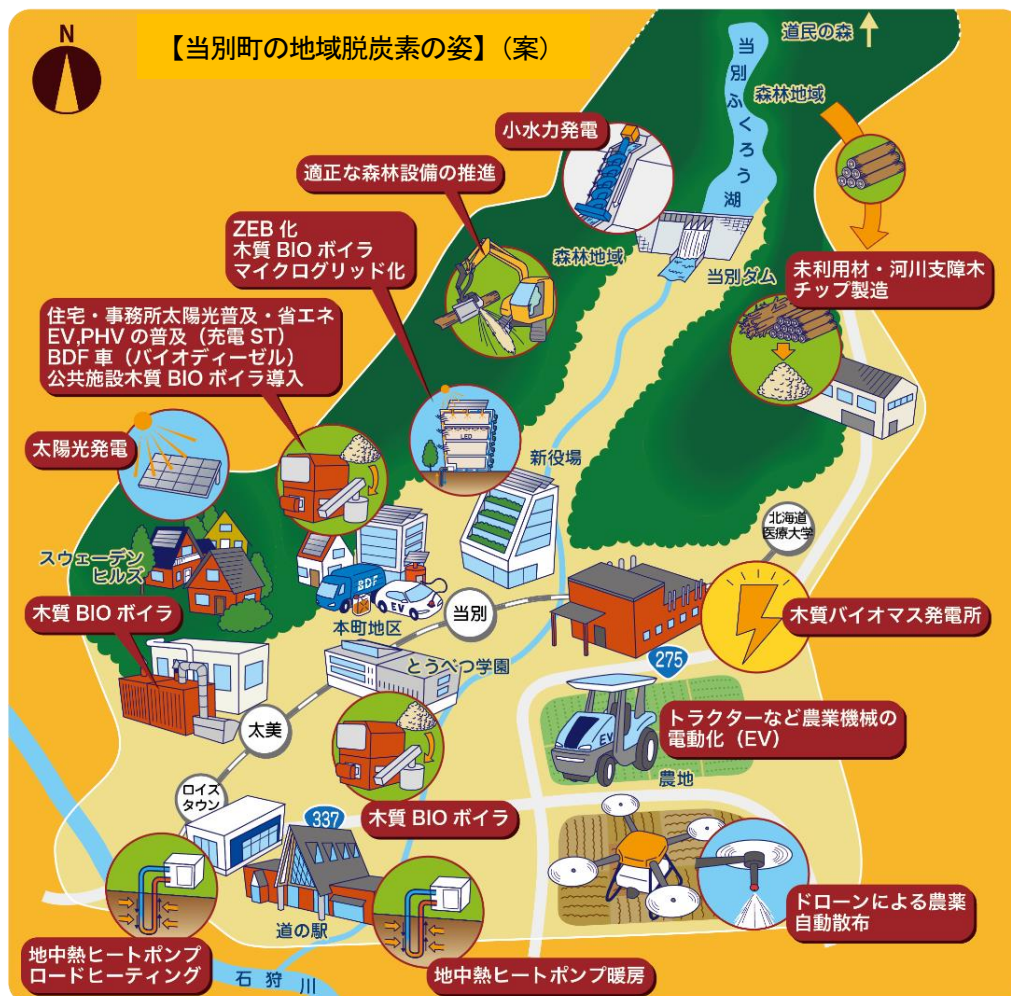 N
【当別町の地域脱炭素の姿】（案）
道民の森
当別ふくろう湖
森林地域
小水力発電
適正な森林設備の推進
ZEB 化
木質 BIO ボイラ
マイクログリッド化
森林地域
当別ダム
未利用材・河川支障木
チップ製造
住宅・事務所太陽光普及・省エネ
EV,PHV の普及（充電 ST）
BDF 車（バイオディーゼル）
公共施設木質 BIO ボイラ導入
太陽光発電
LED
新役場
北海道
医療大学
スウェーデン
ヒルズ
BDF
EV
木質 BIO ボイラ
本町地区
当別
木質バイオマス発電所
とうべつ学園
275
EV
トラクターなど農業機械の
電動化（EV）
太美
農地
ロイズ
タウン
337
木質 BIO ボイラ
ドローンによる農薬
自動散布
道の駅
地中熱ヒートポンプ
ロードヒーティング
地中熱ヒートポンプ暖房
石狩川